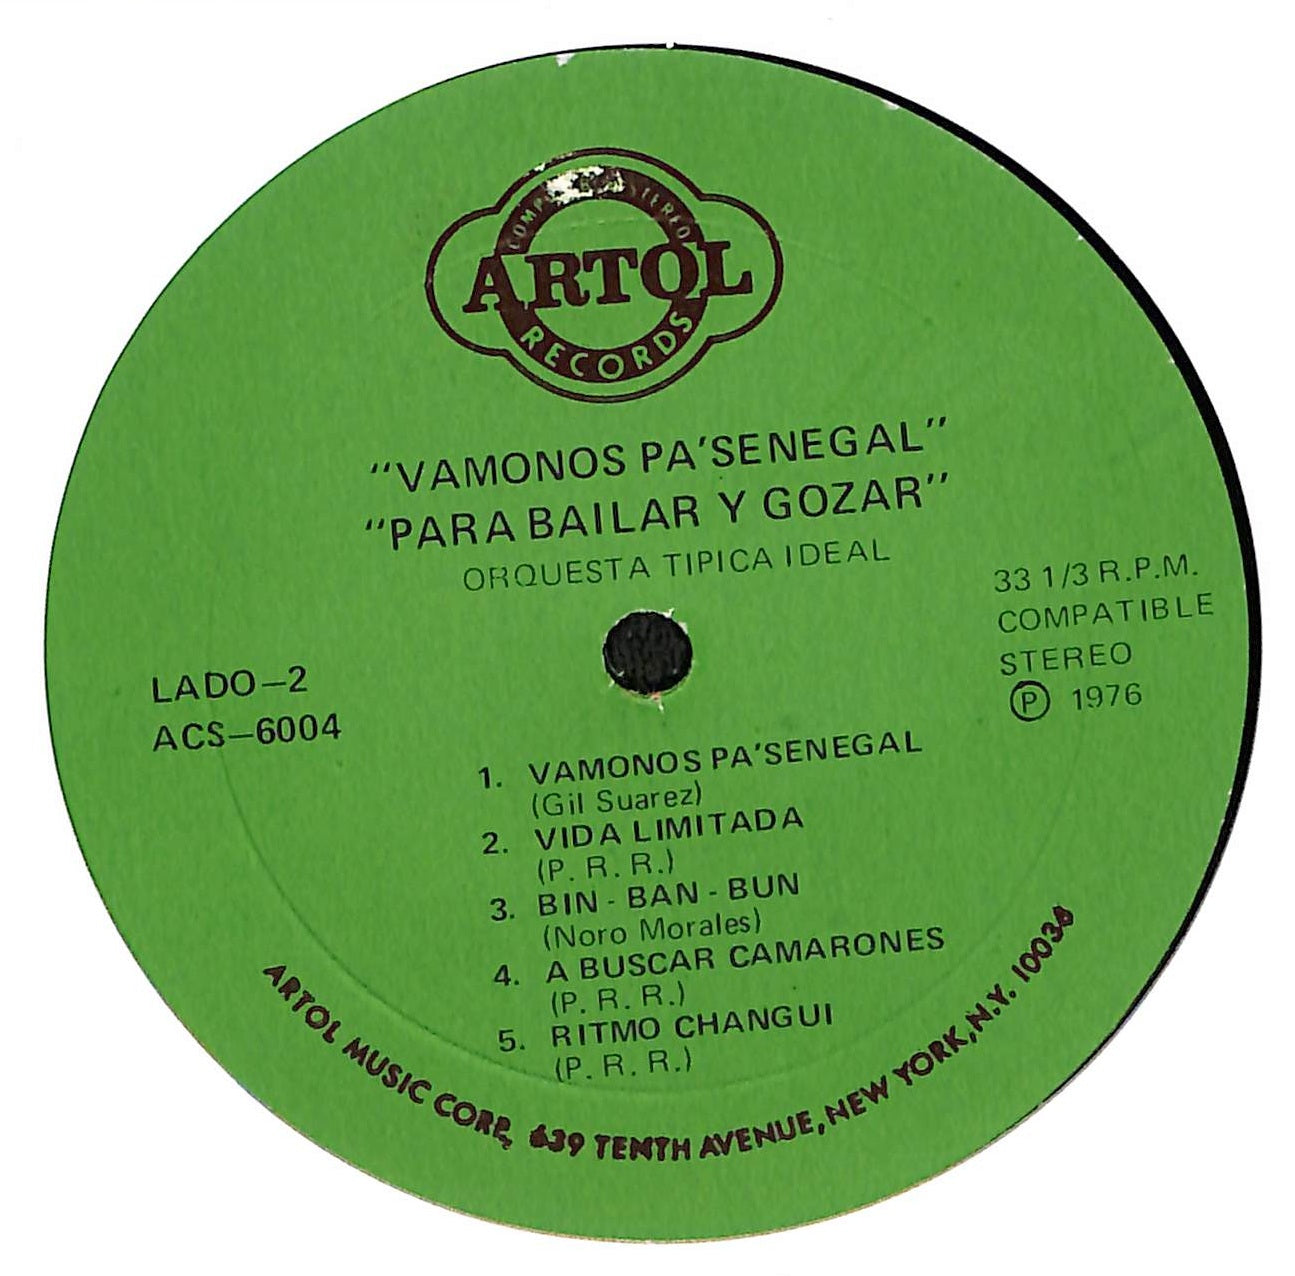 COMPATIBLE STEREO
ARTOL
RECORDS
"VAMONOS PA'SENEGAL"
"PARA BAILAR Y GOZAR"
ORQUESTA TIPICA IDEAL
33 1/3 R.P.M.
COMPATIBLE
STEREO
Ⓟ 1976
LADO-2
ACS-6004
1. VAMONOS PA'SENEGAL
(Gil Suarez)
2. VIDA LIMITADA
(P. R. R.)
3. BIN - BAN - BUN
(Noro Morales)
4. A BUSCAR CAMARONES
(P. R. R.)
5. RITMO CHANGUI
(P. R. R.)
ARTOL MUSIC CORP., 639 TENTH AVENUE, NEW YORK, N.Y. 10036